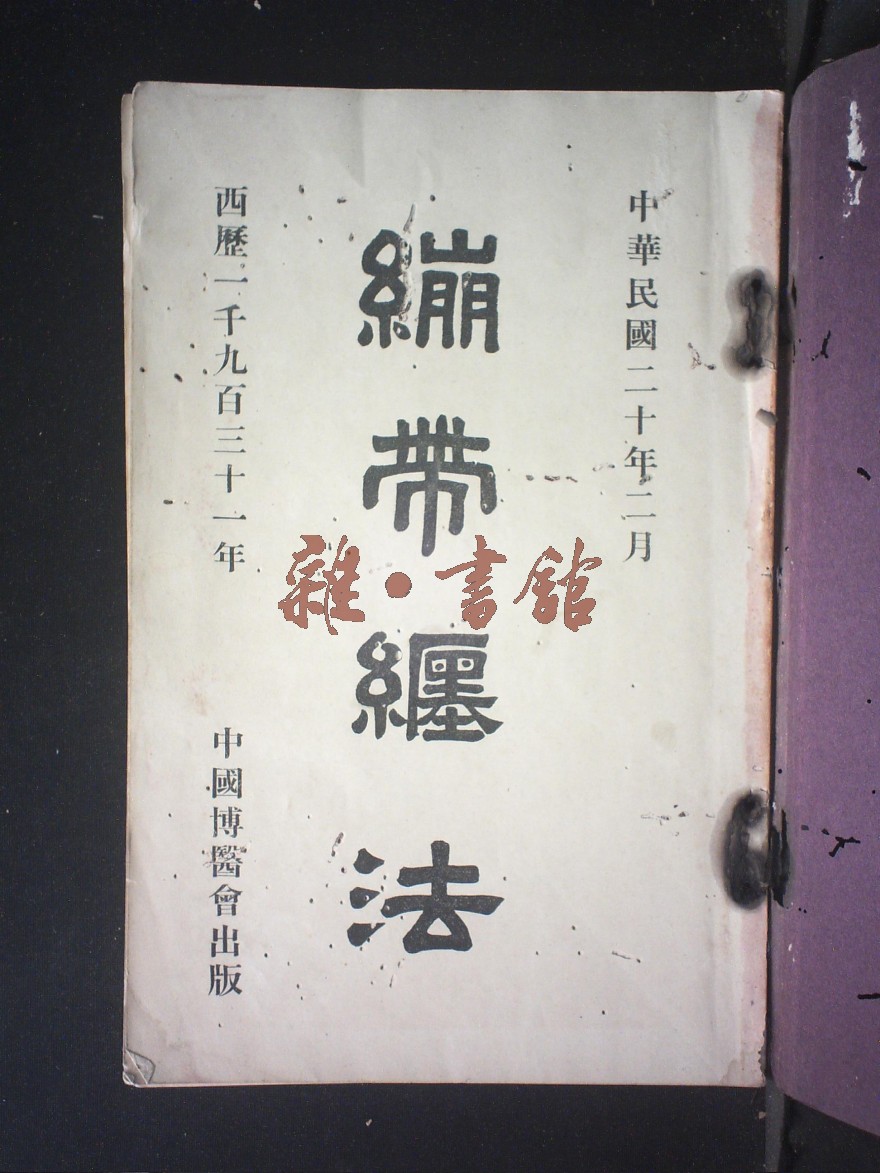 中華民國二十年二月
繃帶纏法
西歷一千九百三十一年
中國博醫會出版
雜·書館